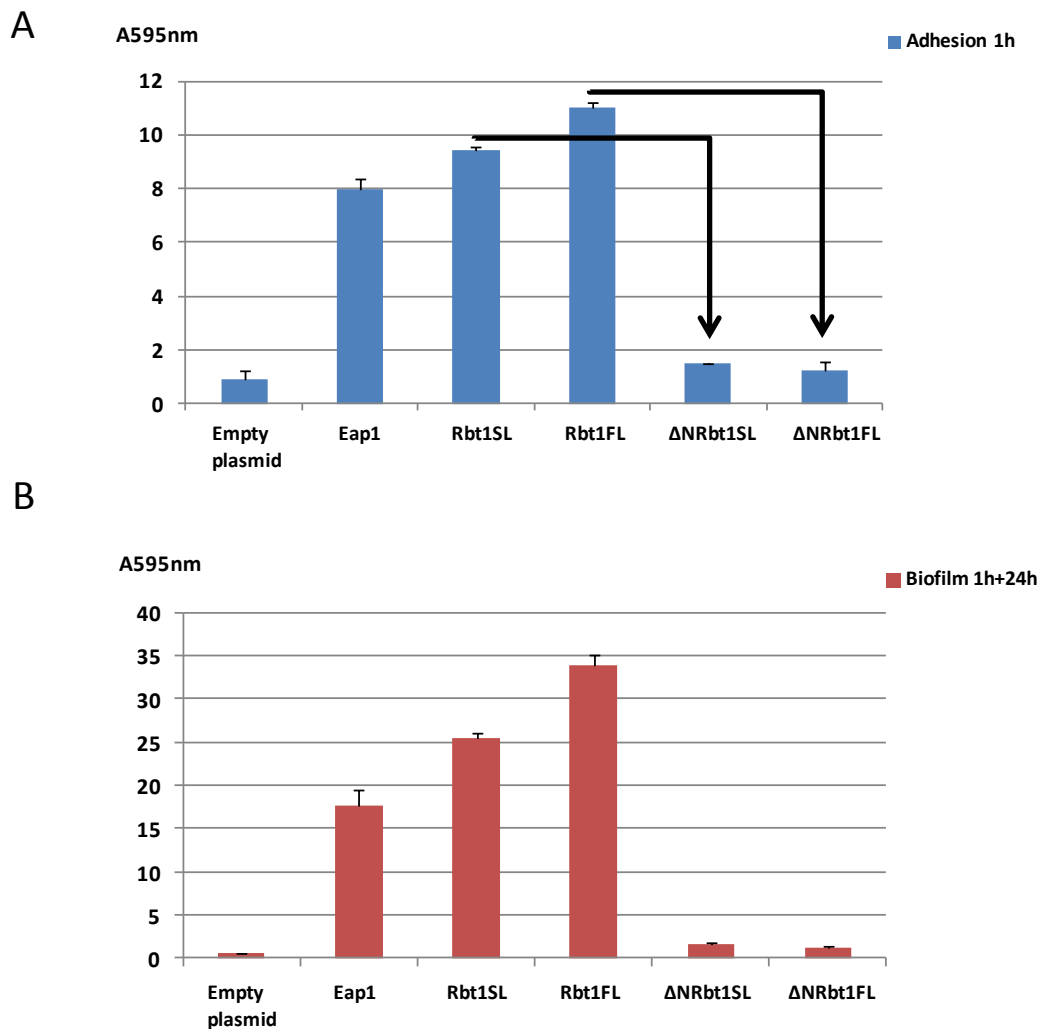 A
A595nm
Adhesion 1h
12
10
8
6
4
2
0
Empty plasmid
Eap1
Rbt1SL
Rbt1FL
ΔNRbt1SL
ΔNRbt1FL
B
A595nm
Biofilm 1h+24h
40
35
30
25
20
15
10
5
0
Empty plasmid
Eap1
Rbt1SL
Rbt1FL
ΔNRbt1SL
ΔNRbt1FL